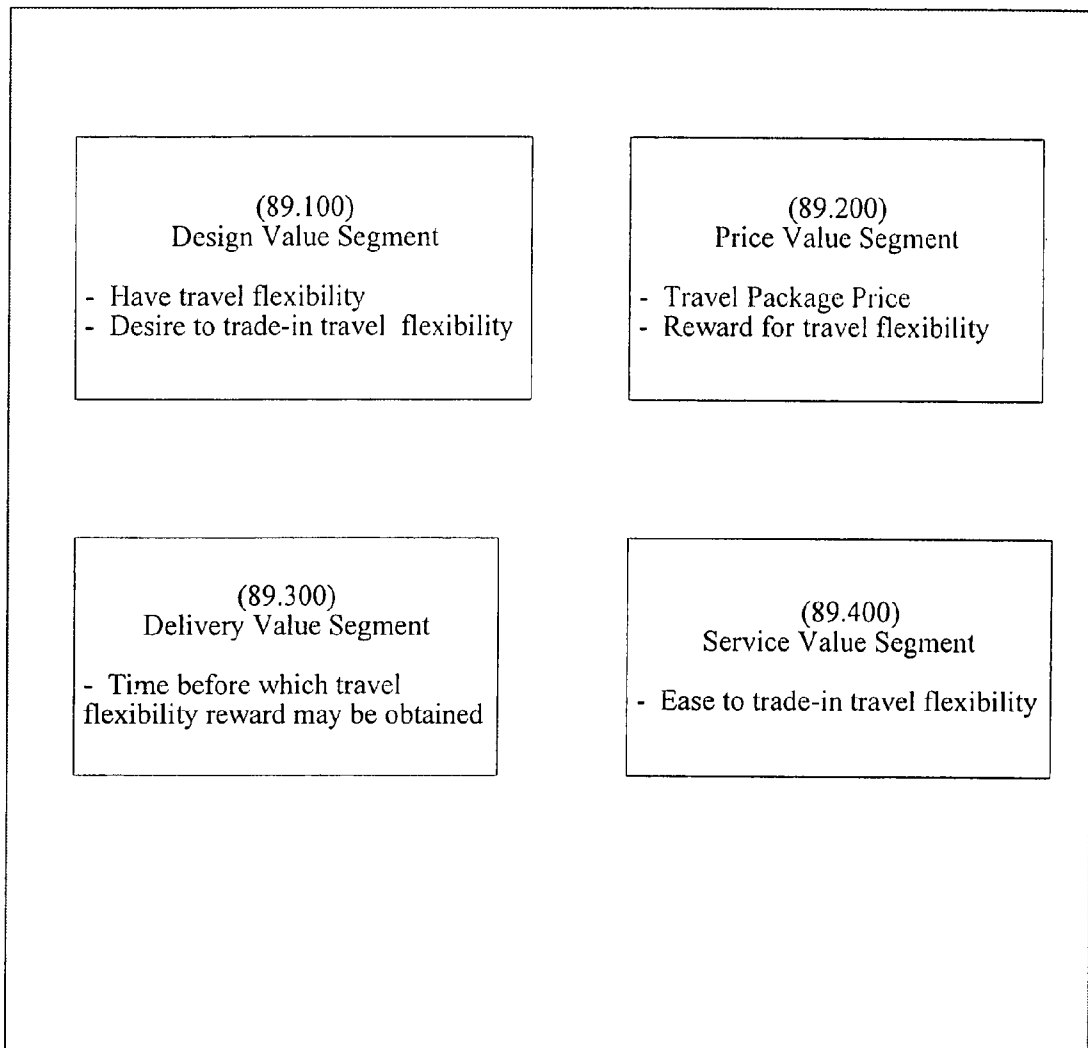 (89.100)
Design Value Segment
- Have travel flexibility
- Desire to trade-in travel flexibility
(89.200)
Price Value Segment
- Travel Package Price
- Reward for travel flexibility
(89.300)
Delivery Value Segment
- Time before which travel
flexibility reward may be obtained
(89.400)
Service Value Segment
- Ease to trade-in travel flexibility